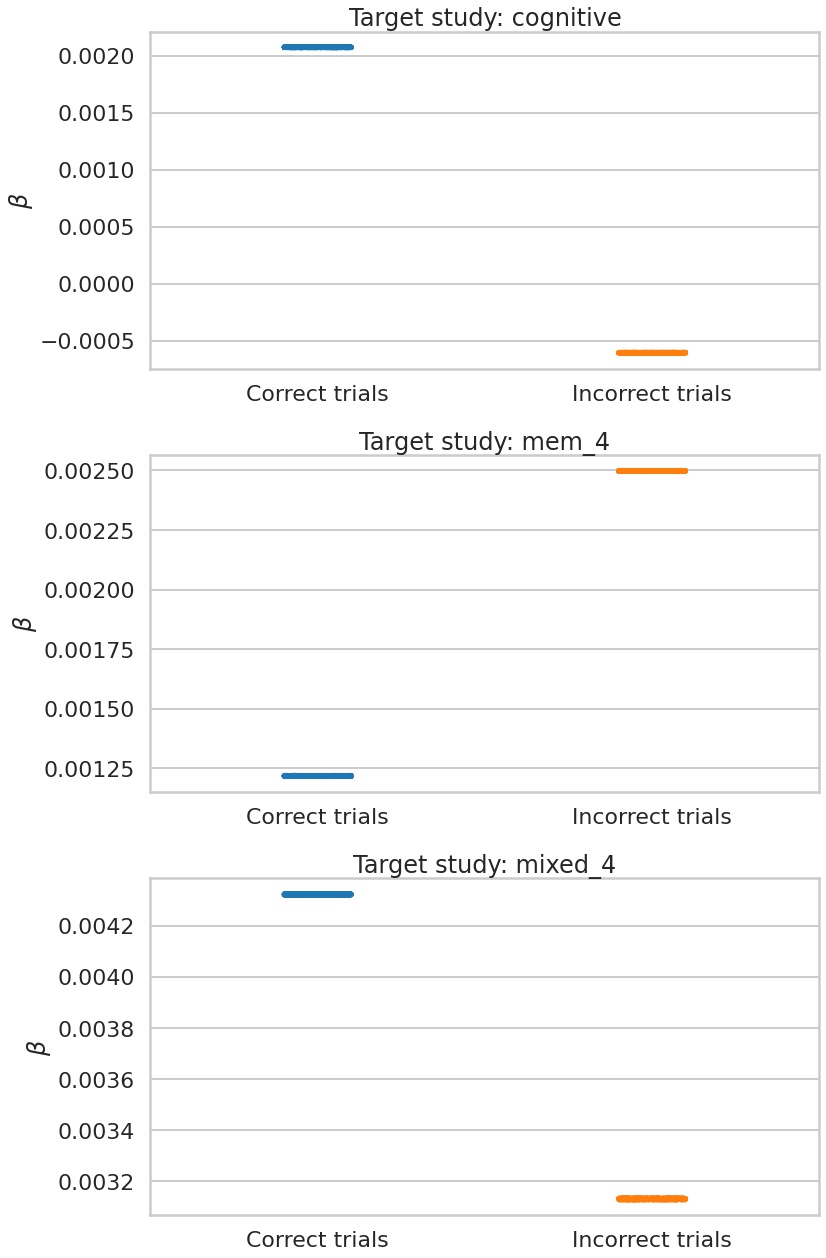 Target study: cognitive
0.0020
0.0015
0.0010
0.0005
0.0000
−0.0005
β
Correct trials
Incorrect trials
Target study: mem_4
0.00250
0.00225
0.00200
0.00175
0.00150
0.00125
β
Correct trials
Incorrect trials
Target study: mixed_4
0.0042
0.0040
0.0038
0.0036
0.0034
0.0032
β
Correct trials
Incorrect trials